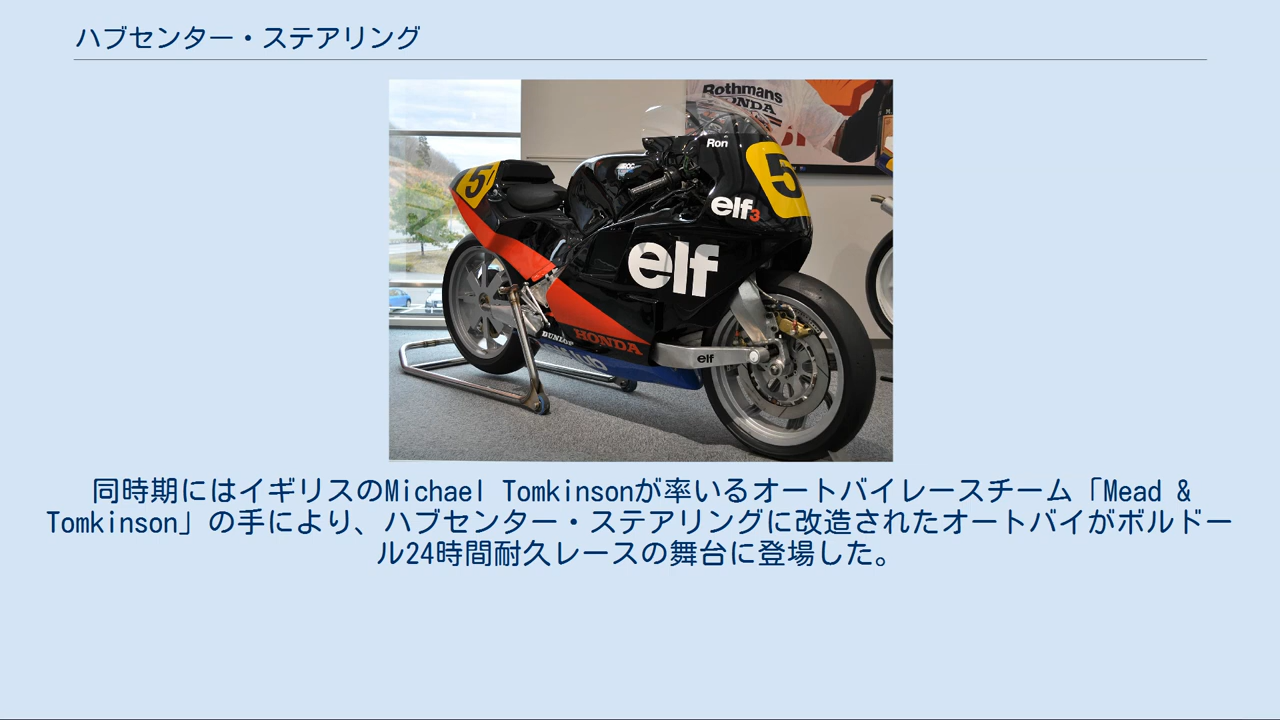 ハブセンター・ステアリング
Rothmans
HONDA
Ron
5
50
elf3
elf
DUNLOP
HONDA
elf
同時期にはイギリスのMichael Tomkinsonが率いるオートバイレースチーム「Mead &
Tomkinson」の手により、ハブセンター・ステアリングに改造されたオートバイがボルドー
ル24時間耐久レースの舞台に登場した。